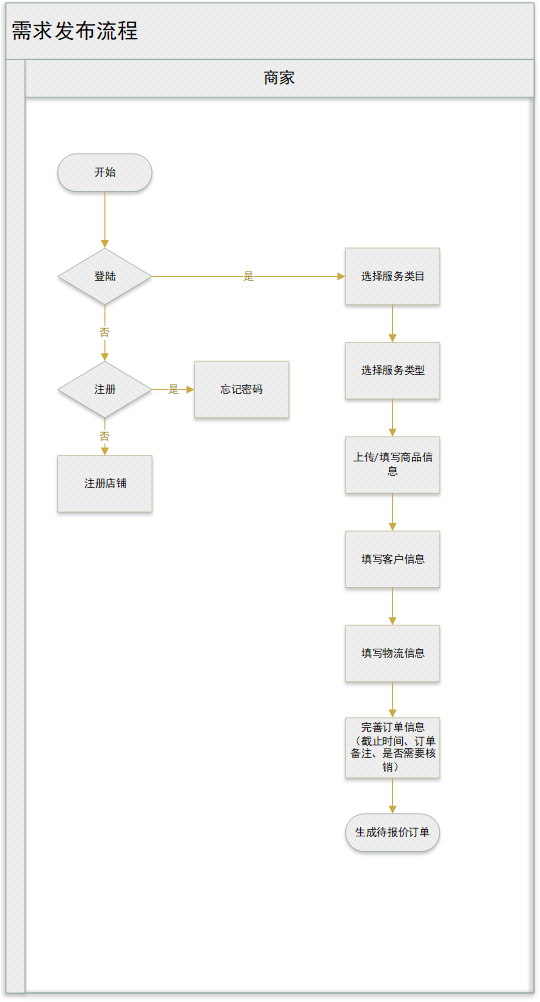 需求发布流程
商家
开始
登陆
是
选择服务类目
否
选择服务类型
注册
是
忘记密码
否
注册店铺
上传/填写商品信
息
填写客户信息
填写物流信息
完善订单信息
（截止时间、订单
备注、是否需要核
销）
生成待报价订单